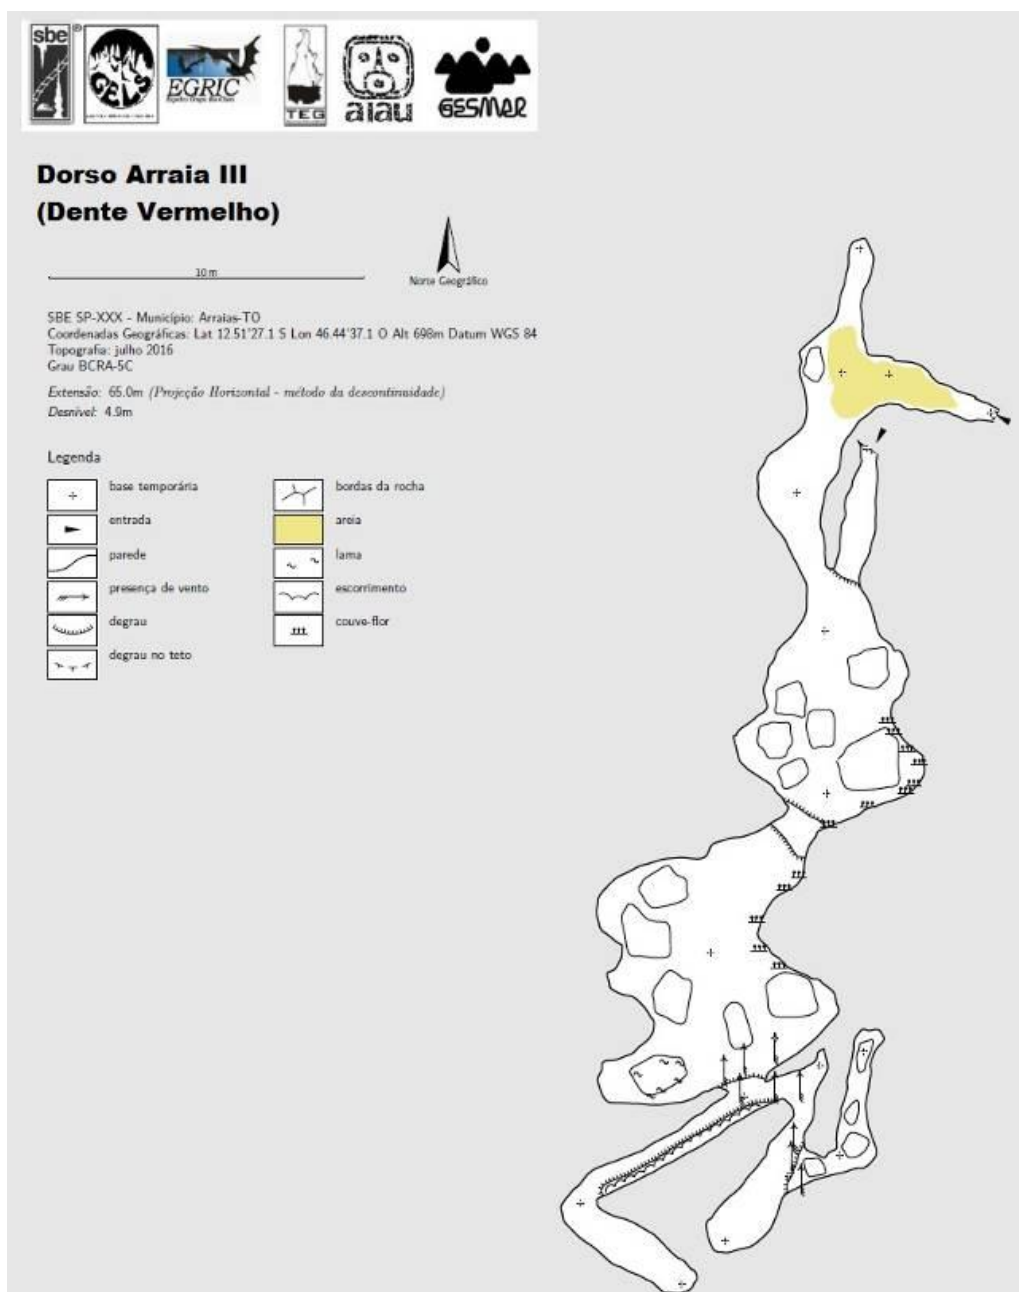 sbe
GELS
EGRIC
TEG
aiau
GESMAR
Dorso Arraia III
(Dente Vermelho)
10 m
Norte Geográfico
SBE SP-XXX - Município: Arraias-TO
Coordenadas Geográficas: Lat 12.51'27.1 S Lon 46.44'37.1 O Alt 698m Datum WGS 84
Topografia: julho 2016
Grau BCRA-5C
Extensão: 65.0m (Projeção Horizontal - método da descontinuidade)
Desnível: 4.9m
Legenda
base temporária
entrada
parede
presença de vento
degrau
degrau no teto
bordas da rocha
areia
lama
escorrimento
couve-flor